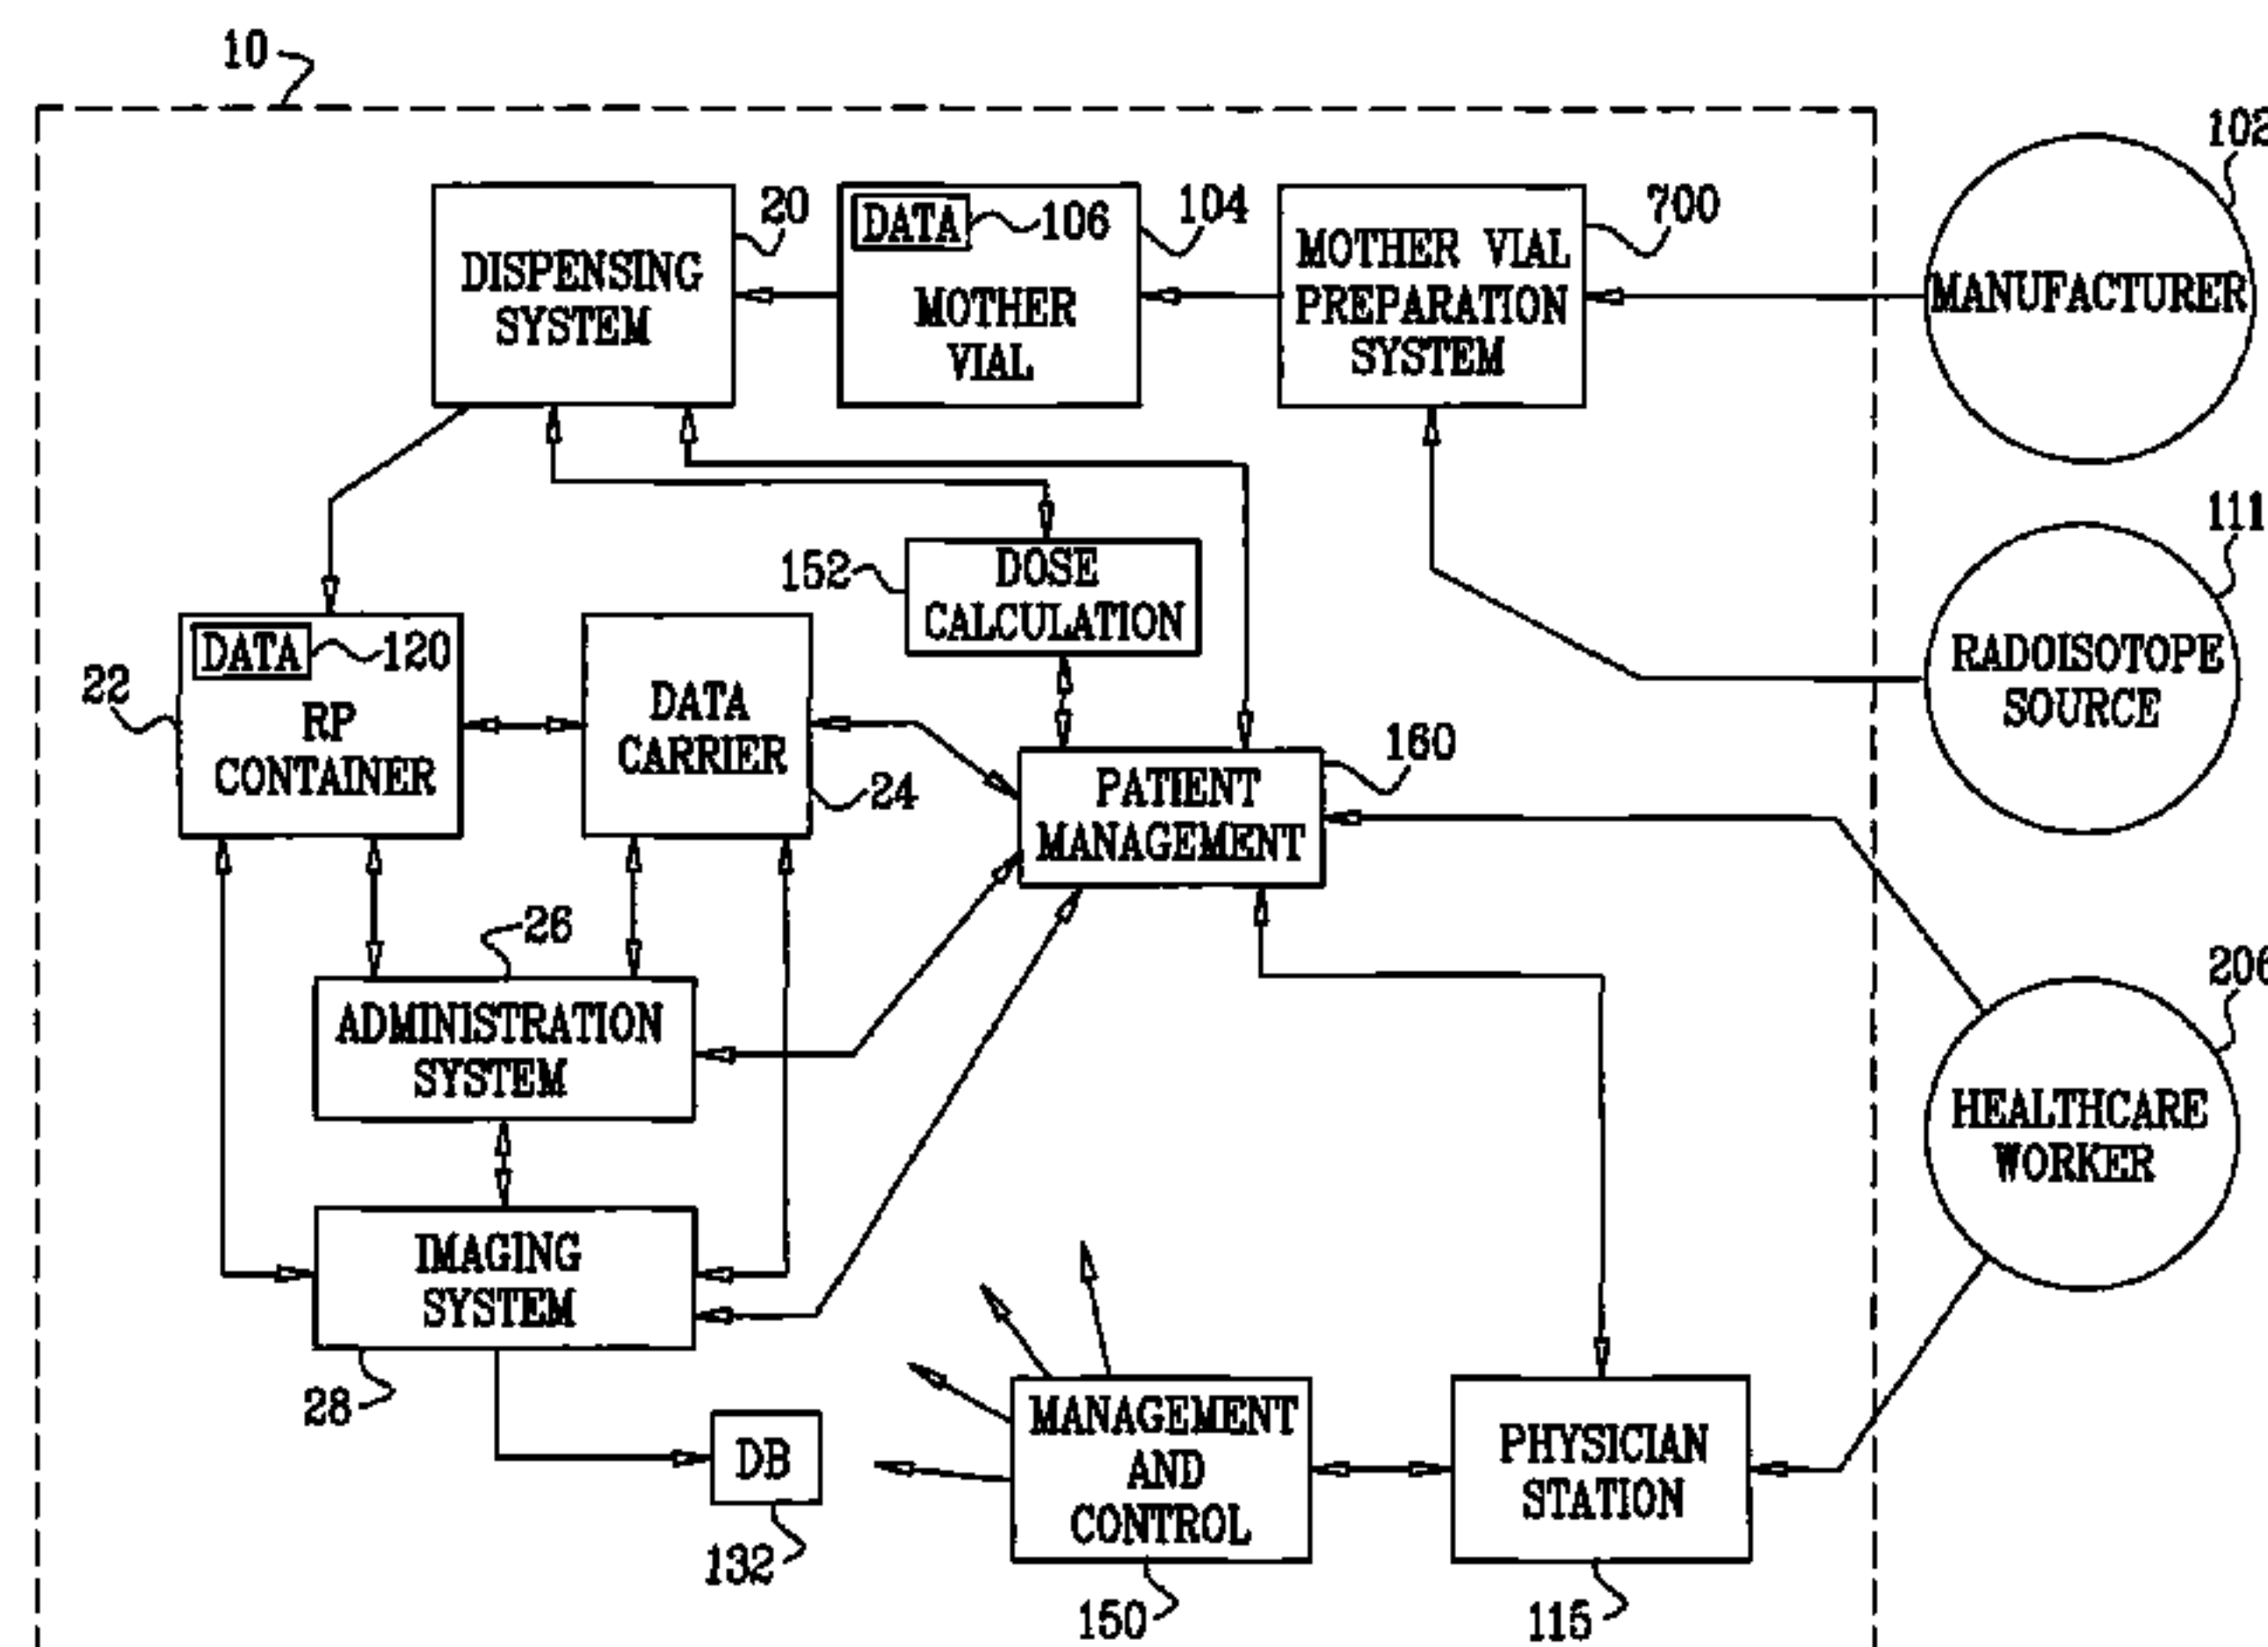 10
102
20
DATA
106
104
700
DISPENSING
SYSTEM
MOTHER
VIAL
MOTHER VIAL
PREPARATION
SYSTEM
MANUFACTURER
111
152
DOSE
CALCULATION
DATA
120
22
RP
CONTAINER
DATA
CARRIER
24
RADOISOTOPE
SOURCE
160
PATIENT
MANAGEMENT
26
ADMINISTRATION
SYSTEM
206
HEALTHCARE
WORKER
IMAGING
SYSTEM
28
DB
132
MANAGEMENT
AND
CONTROL
150
PHYSICIAN
STATION
115